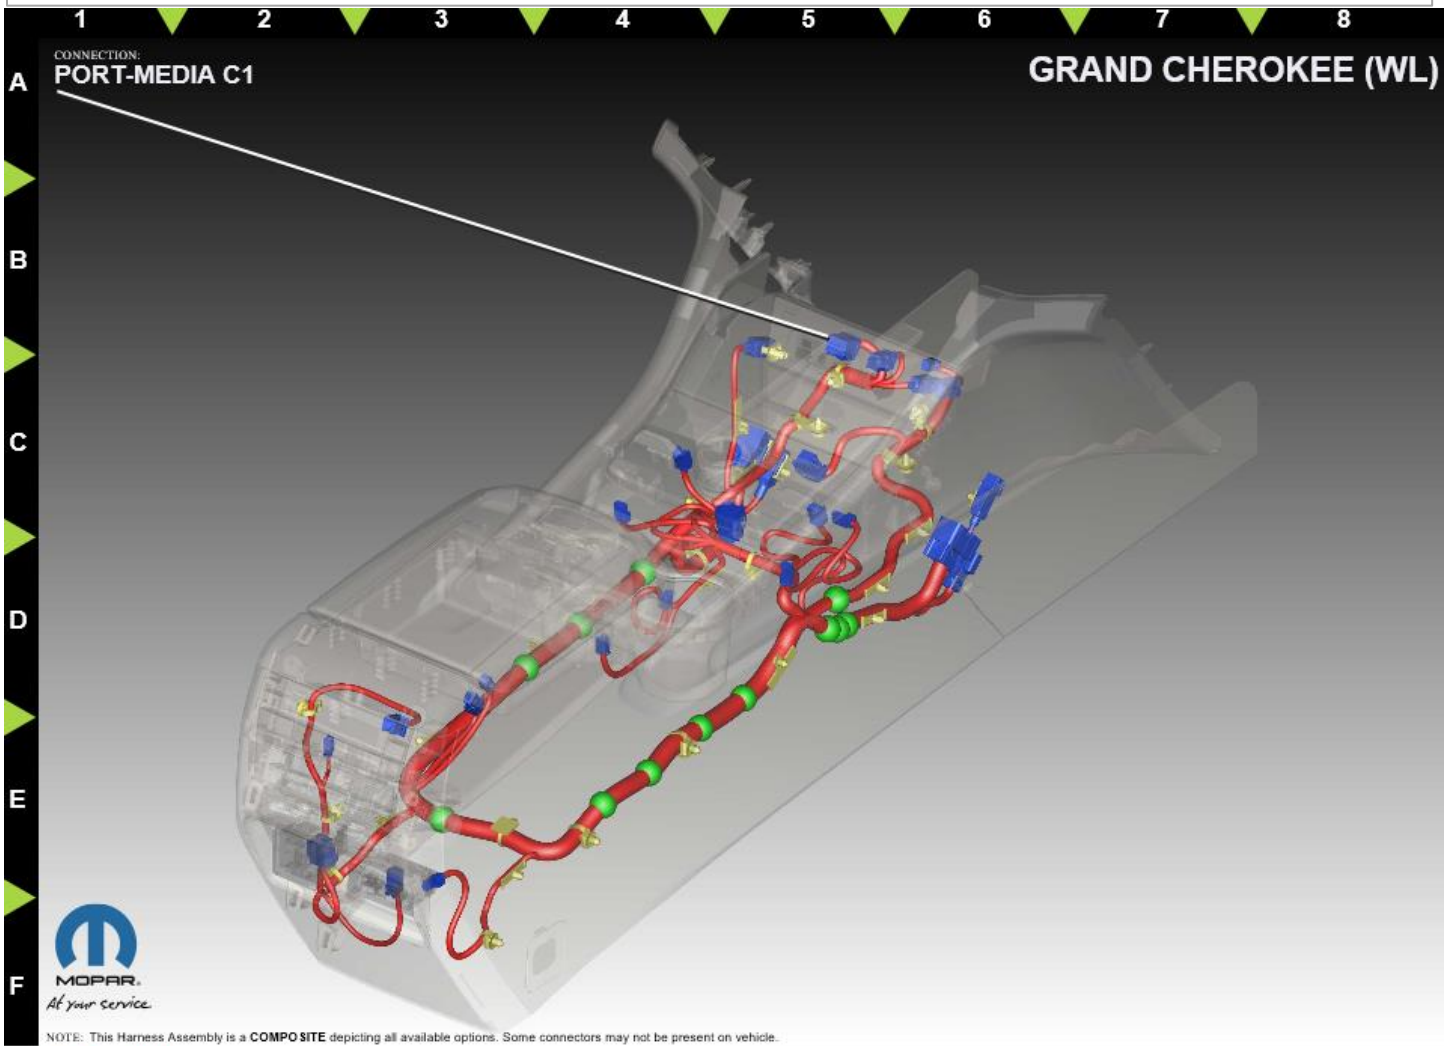 1 2 3 4 5 6 7 8
CONNECTION:
PORT-MEDIA C1
GRAND CHEROKEE (WL)
A
B
C
D
E
F
MOPAR.
At your service.
NOTE: This Harness Assembly is a COMPOSITE depicting all available options. Some connectors may not be present on vehicle.